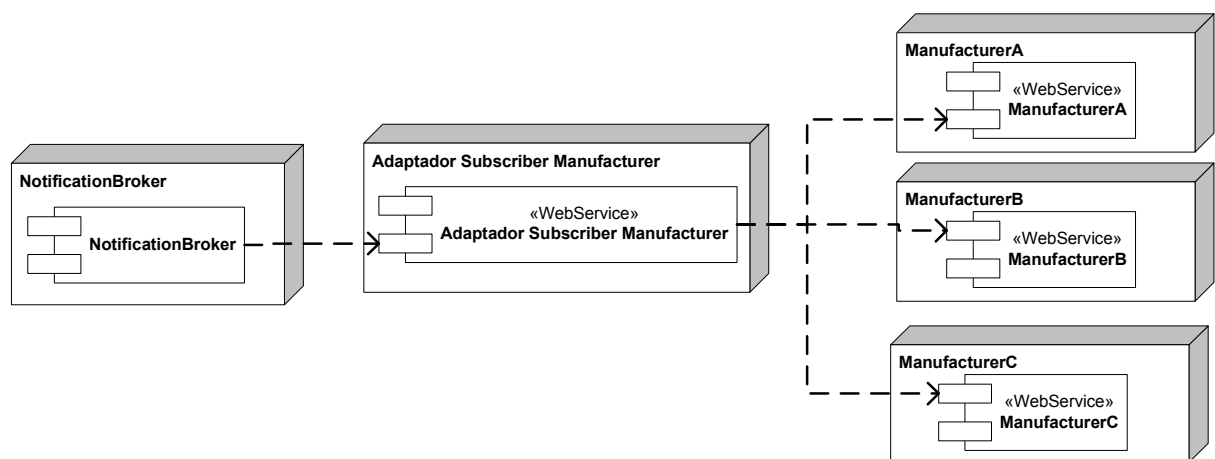 NotificationBroker
NotificationBroker
Adaptador Subscriber Manufacturer
«WebService»
Adaptador Subscriber Manufacturer
ManufacturerA
«WebService»
ManufacturerA
ManufacturerB
«WebService»
ManufacturerB
ManufacturerC
«WebService»
ManufacturerC